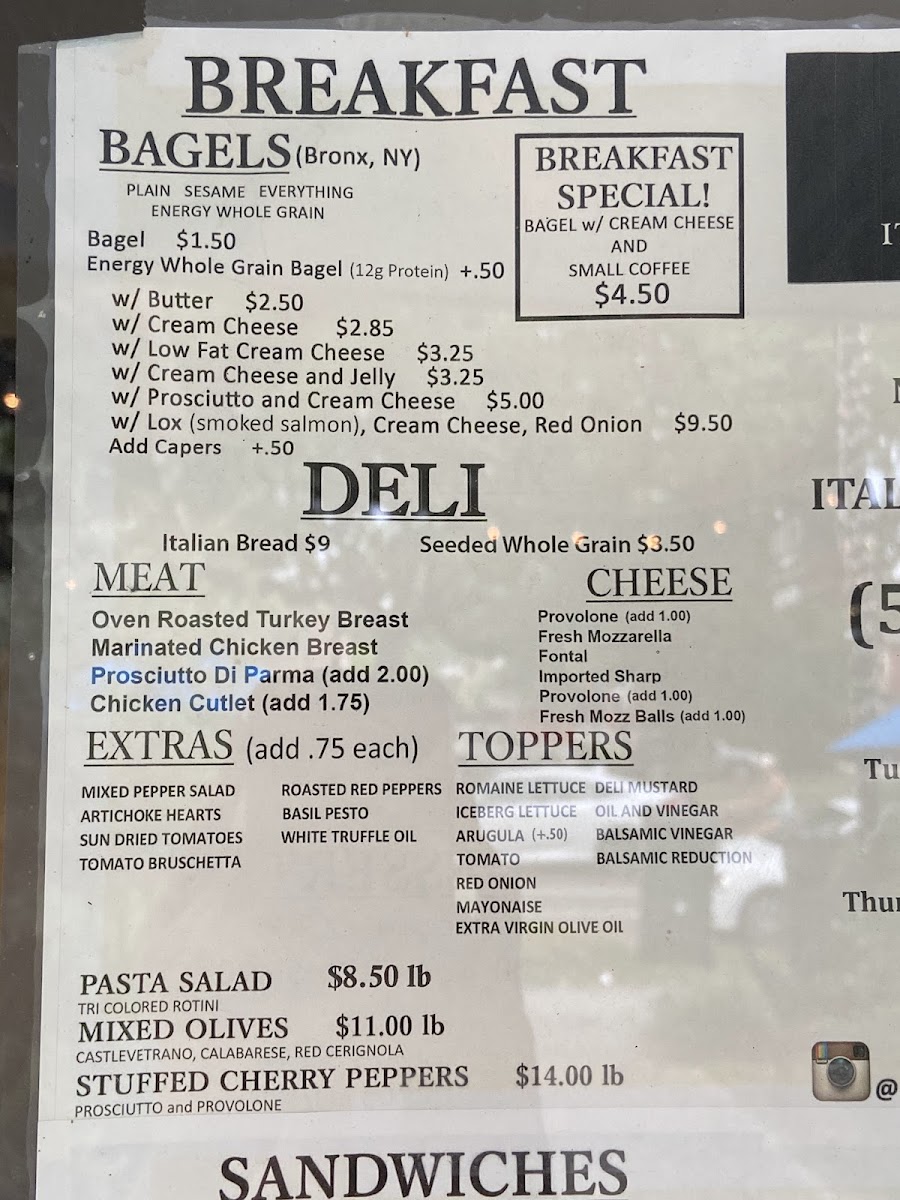 BREAKFAST
BAGELS (Bronx, NY)
PLAIN SESAME EVERYTHING
ENERGY WHOLE GRAIN
Bagel $1.50
Energy Whole Grain Bagel (12g Protein) +.50
w/ Butter $2.50
w/ Cream Cheese $2.85
w/ Low Fat Cream Cheese $3.25
w/ Cream Cheese and Jelly $3.25
w/ Prosciutto and Cream Cheese $5.00
w/ Lox (smoked salmon), Cream Cheese, Red Onion $9.50
Add Capers +.50
BREAKFAST
SPECIAL!
BAGEL w/ CREAM CHEESE
AND
SMALL COFFEE
$4.50
DELI
Italian Bread $9 Seeded Whole Grain $3.50
MEAT
Oven Roasted Turkey Breast
Marinated Chicken Breast
Prosciutto Di Parma (add 2.00)
Chicken Cutlet (add 1.75)
CHEESE
Provolone (add 1.00)
Fresh Mozzarella
Fontal
Imported Sharp
Provolone (add 1.00)
Fresh Mozz Balls (add 1.00)
EXTRAS (add .75 each)
MIXED PEPPER SALAD ROASTED RED PEPPERS
ARTICHOKE HEARTS BASIL PESTO
SUN DRIED TOMATOES WHITE TRUFFLE OIL
TOMATO BRUSCHETTA
TOPPERS
ROMAINE LETTUCE DELI MUSTARD
ICEBERG LETTUCE OIL AND VINEGAR
ARUGULA (+.50) BALSAMIC VINEGAR
TOMATO BALSAMIC REDUCTION
RED ONION
MAYONAISE
EXTRA VIRGIN OLIVE OIL
PASTA SALAD $8.50 lb
TRI COLORED ROTINI
MIXED OLIVES $11.00 lb
CASTLEVETRANO, CALABARESE, RED CERIGNOLA
STUFFED CHERRY PEPPERS $14.00 lb
PROSCIUTTO and PROVOLONE
SANDWICHES
IT
ITAL
(5
Tu
Thur
@